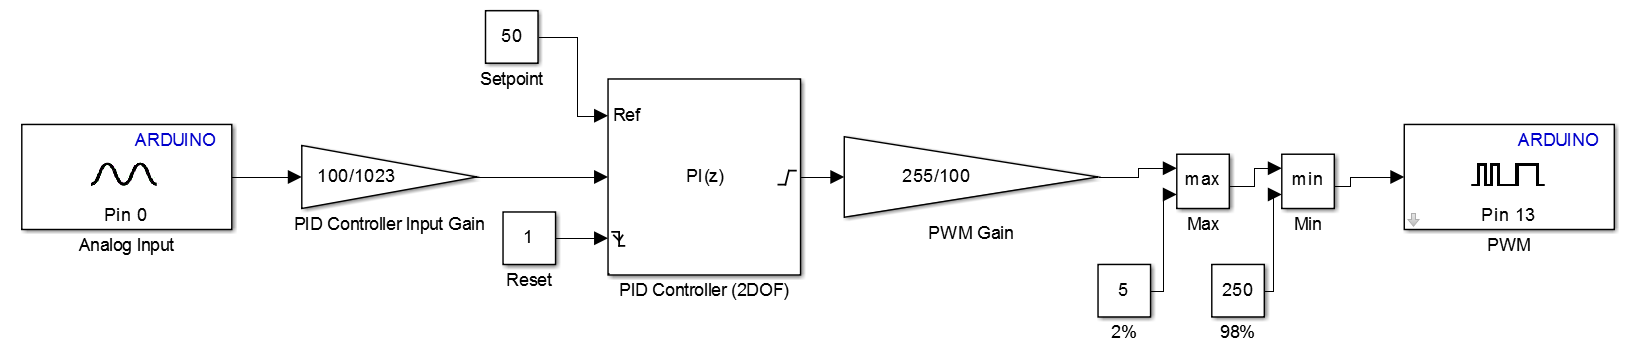 50
Setpoint
ARDUINO
Pin 0
Analog Input
100/1023
PID Controller Input Gain
1
Reset
Ref
PI(z)
PID Controller (2DOF)
255/100
PWM Gain
max
Max
5
2%
min
Min
250
98%
ARDUINO
Pin 13
PWM